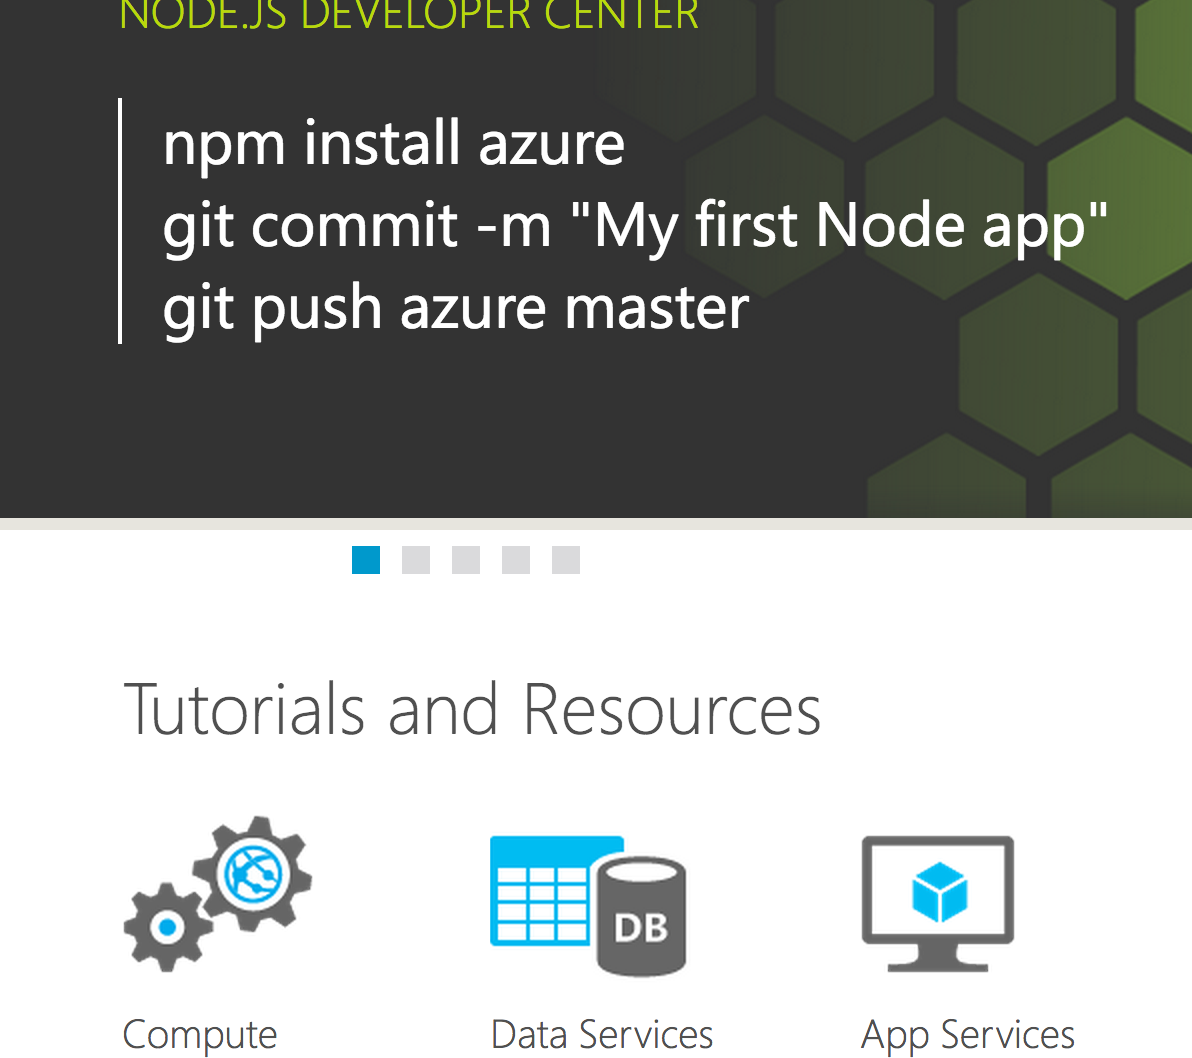 NODE.JS DEVELOPER CENTER
npm install azure
git commit -m "My first Node app"
git push azure master
Tutorials and Resources
DB
Compute
Data Services
App Services